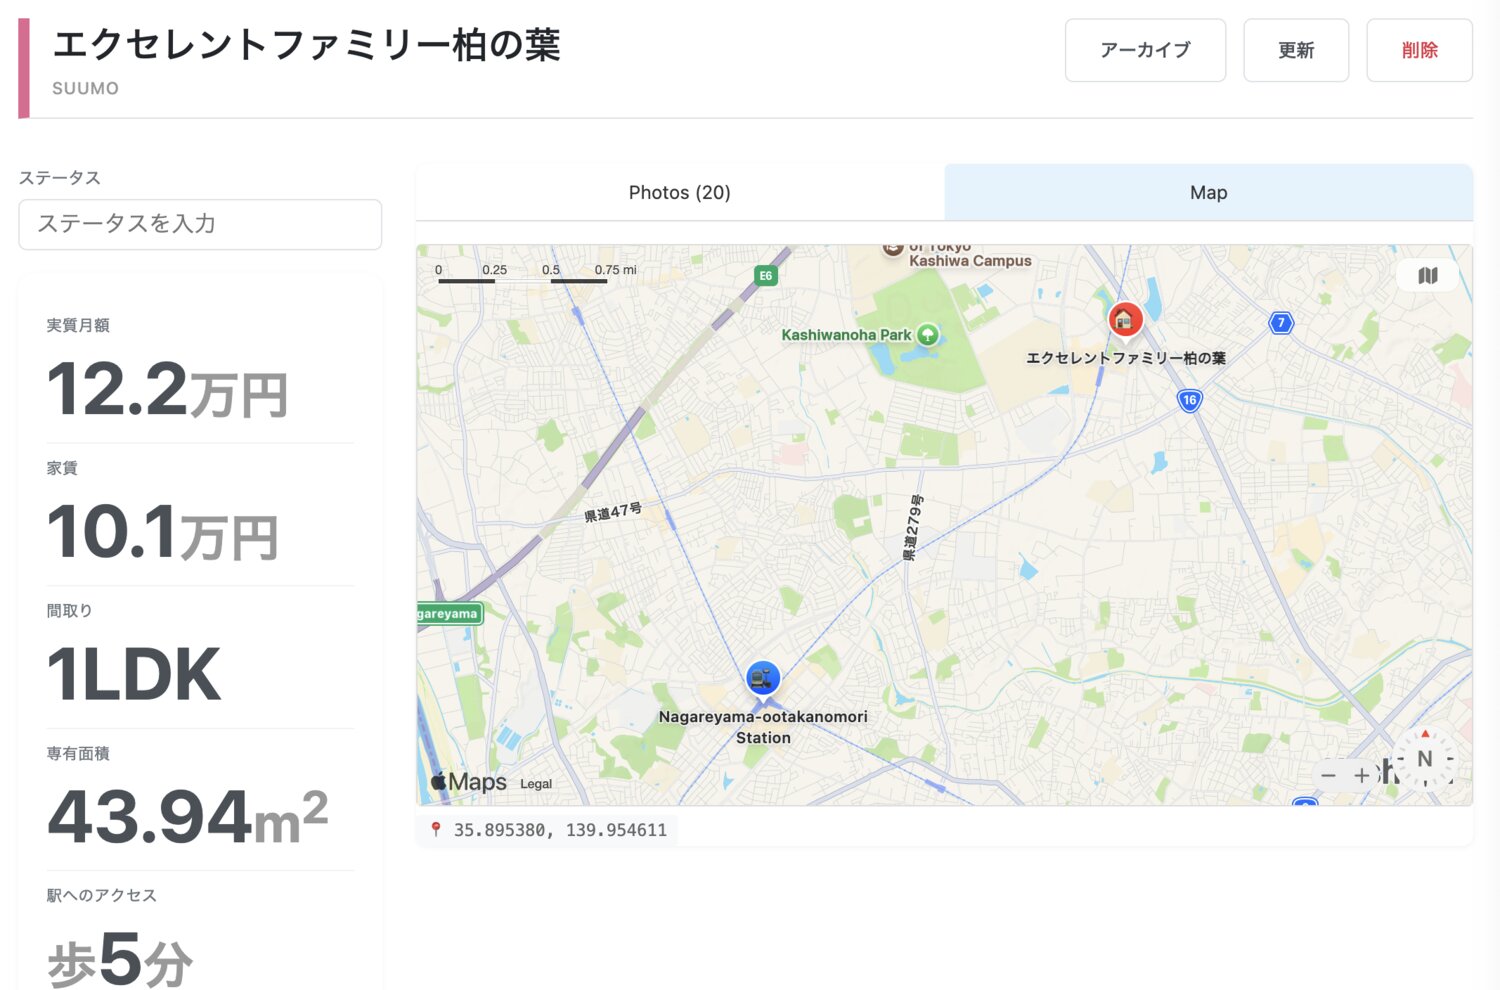 エクセレントファミリー柏の葉
SUUMO
アーカイブ
更新
削除
ステータス
ステータスを入力
実質月額
12.2万円
家賃
10.1万円
間取り
1LDK
専有面積
43.94m2
駅へのアクセス
歩5分
Photos (20)
Map
0 0.25 0.5 0.75 mi
E6
of Tokyo
Kashiwa Campus
Kashiwanoha Park
エクセレントファミリー柏の葉
7
16
県道47号
県道279号
gareyama
Nagareyama-ootakanomori
Station
Maps Legal
− +
N
📍 35.895380, 139.954611